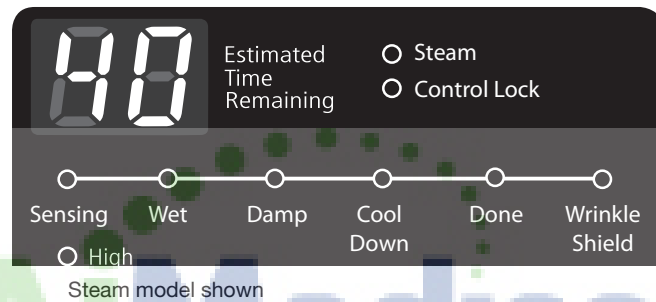 40
Estimated
Time
Remaining
Steam
Control Lock
Sensing
Wet
Damp
Cool
Down
Done
Wrinkle
Shield
High
Steam model shown